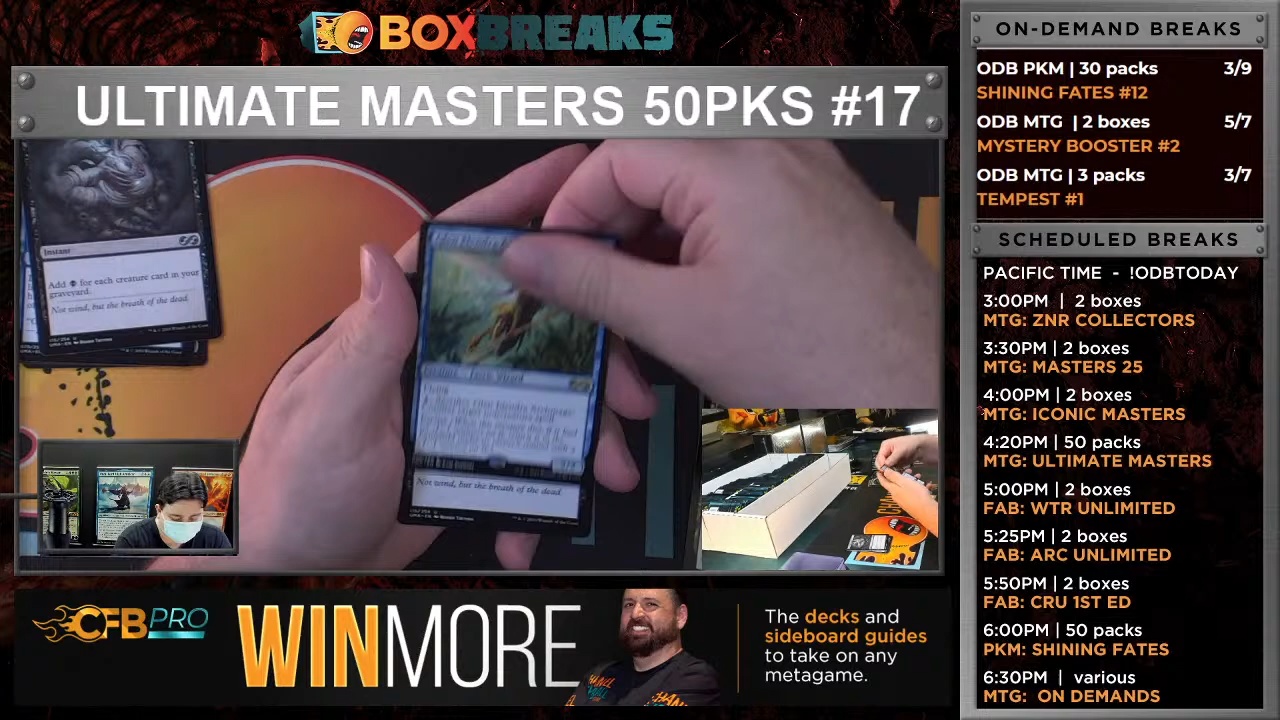 BOXBREAKS
ULTIMATE MASTERS 50PKS #17
Instant
Add for each creature card in your
graveyard.
Not wind, but the breath of the dead.
Flying
Not wind, but the breath of the dead.
CFBPRO
WINMORE
The decks and
sideboard guides
to take on any
metagame.
ON-DEMAND BREAKS
ODB PKM | 30 packs 3/9
SHINING FATES #12
ODB MTG | 2 boxes 5/7
MYSTERY BOOSTER #2
ODB MTG | 3 packs 3/7
TEMPEST #1
SCHEDULED BREAKS
PACIFIC TIME - !ODBTODAY
3:00PM | 2 boxes
MTG: ZNR COLLECTORS
3:30PM | 2 boxes
MTG: MASTERS 25
4:00PM | 2 boxes
MTG: ICONIC MASTERS
4:20PM | 50 packs
MTG: ULTIMATE MASTERS
5:00PM | 2 boxes
FAB: WTR UNLIMITED
5:25PM | 2 boxes
FAB: ARC UNLIMITED
5:50PM | 2 boxes
FAB: CRU 1ST ED
6:00PM | 50 packs
PKM: SHINING FATES
6:30PM | various
MTG: ON DEMANDS